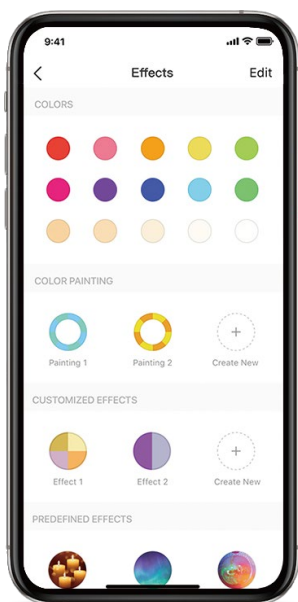 9:41
Effects Edit
COLORS
COLOR PAINTING
Painting 1 Painting 2 Create New
CUSTOMIZED EFFECTS
Effect 1 Effect 2 Create New
PREDEFINED EFFECTS